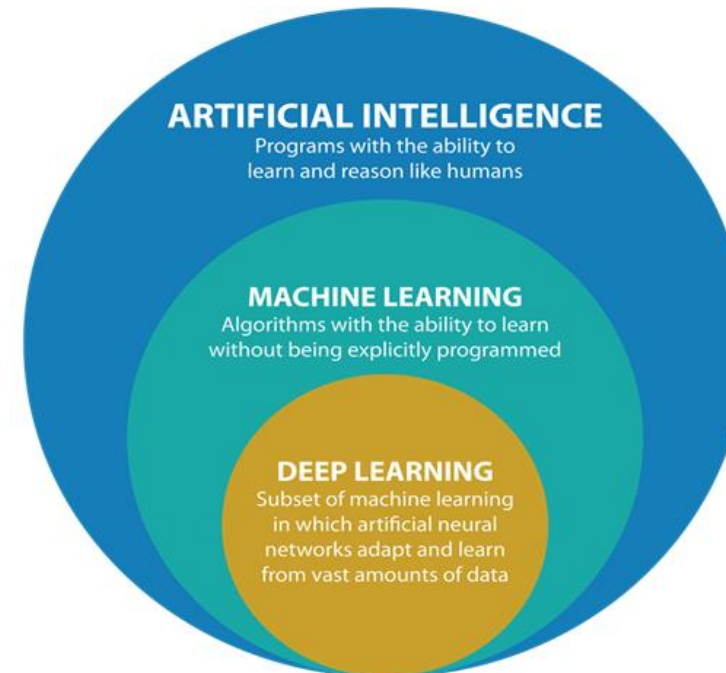 ARTIFICIAL INTELLIGENCE
Programs with the ability to
learn and reason like humans
MACHINE LEARNING
Algorithms with the ability to learn
without being explicitly programmed
DEEP LEARNING
Subset of machine learning
in which artificial neural
networks adapt and learn
from vast amounts of data